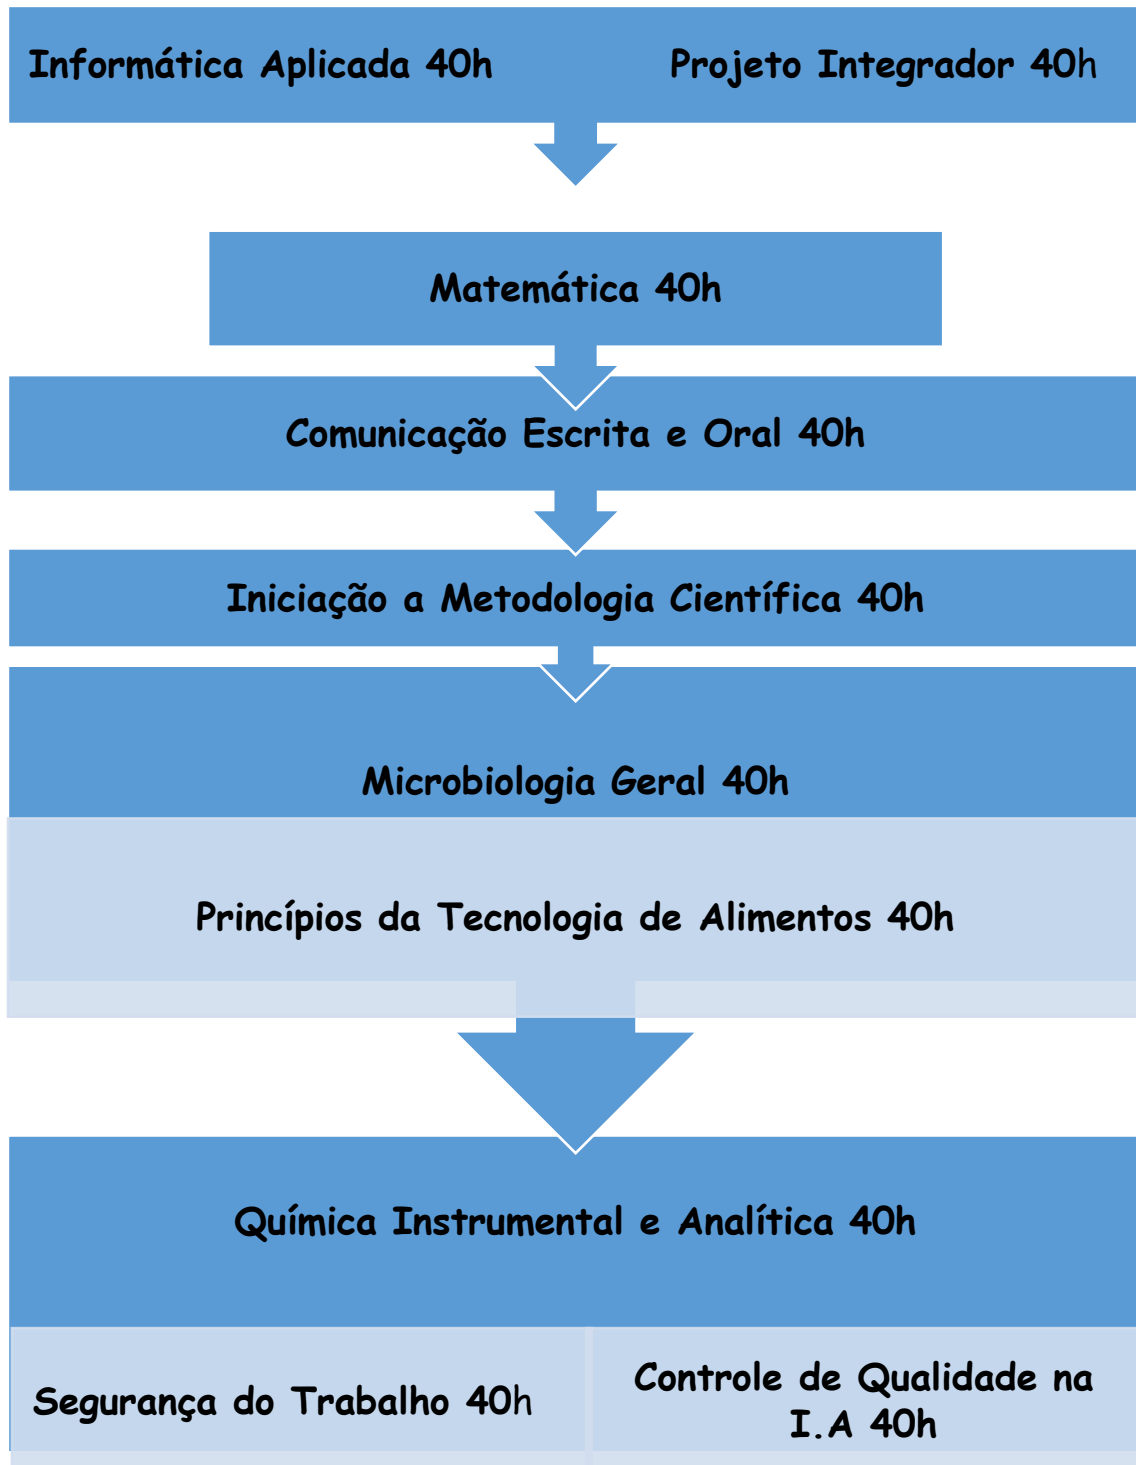 Informática Aplicada 40h
Projeto Integrador 40h
Matemática 40h
Comunicação Escrita e Oral 40h
Iniciação a Metodologia Científica 40h
Microbiologia Geral 40h
Princípios da Tecnologia de Alimentos 40h
Química Instrumental e Analítica 40h
Segurança do Trabalho 40h
Controle de Qualidade na
I.A 40h